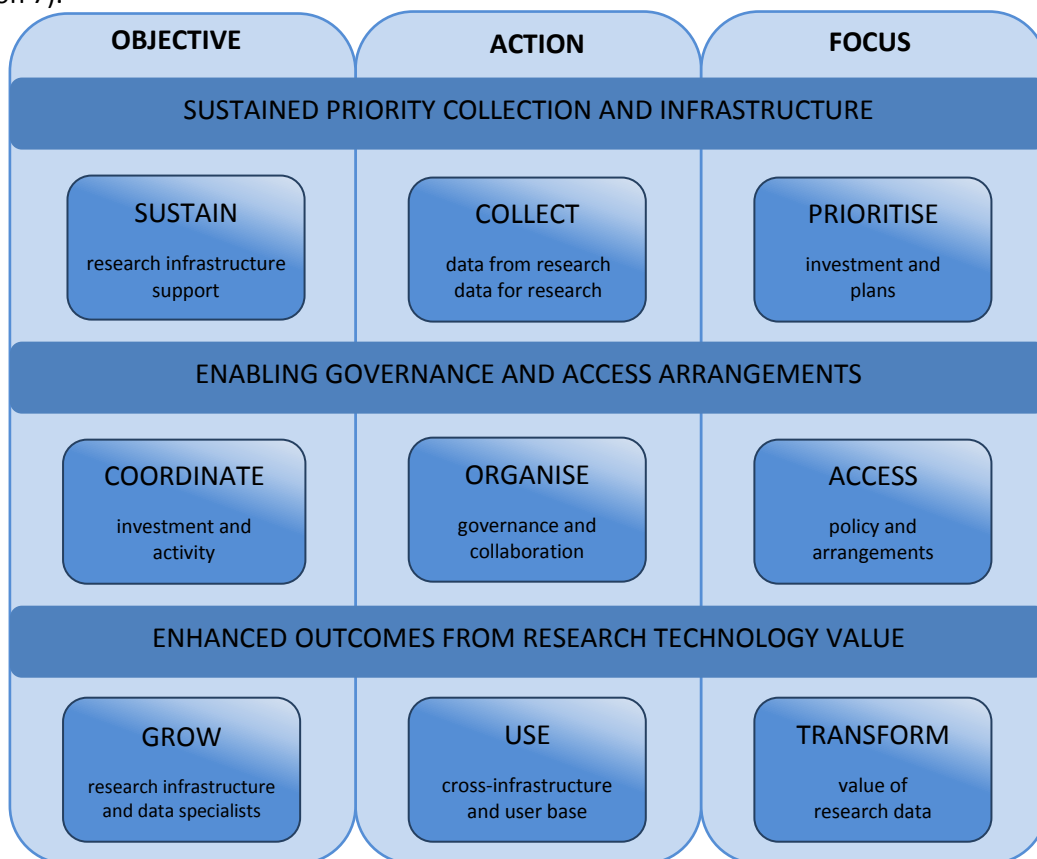 on 7).
OBJECTIVE
ACTION
FOCUS
SUSTAINED PRIORITY COLLECTION AND INFRASTRUCTURE
SUSTAIN
research infrastructure
support
COLLECT
data from research
data for research
PRIORITISE
investment and
plans
ENABLING GOVERNANCE AND ACCESS ARRANGEMENTS
COORDINATE
investment and
activity
ORGANISE
governance and
collaboration
ACCESS
policy and
arrangements
ENHANCED OUTCOMES FROM RESEARCH TECHNOLOGY VALUE
GROW
research infrastructure
and data specialists
USE
cross-infrastructure
and user base
TRANSFORM
value of
research data